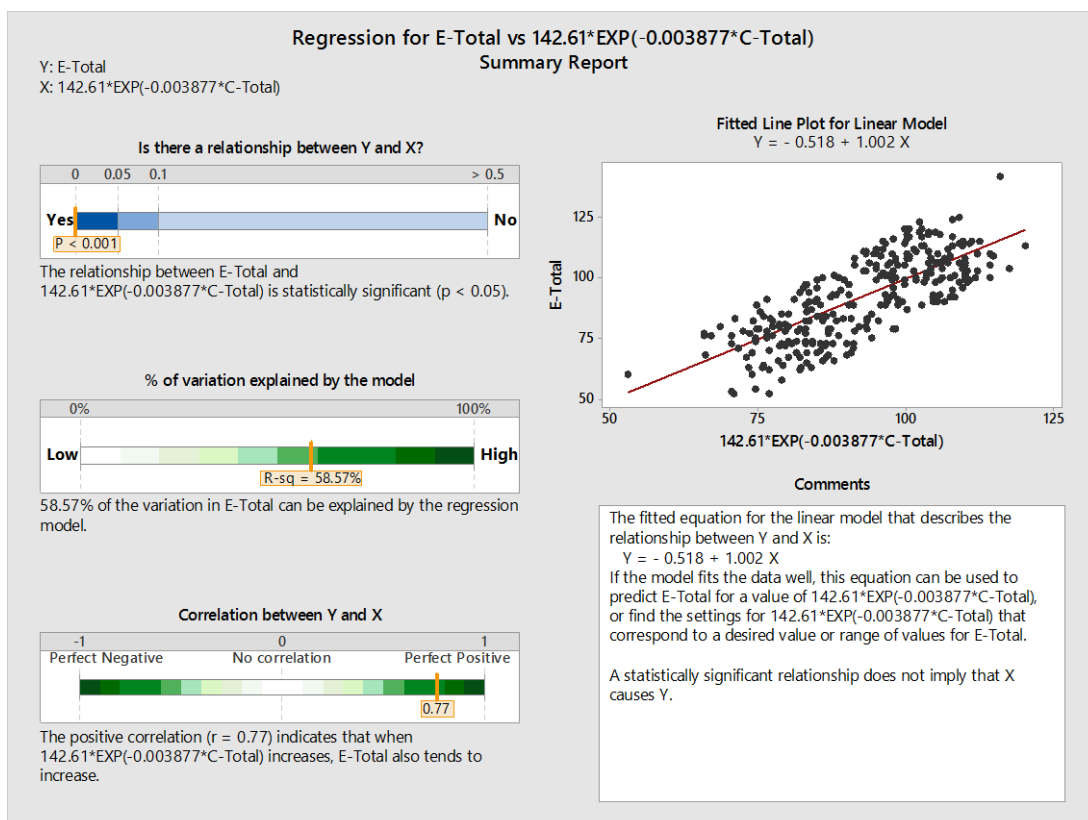 Regression for E-Total vs 142.61*EXP(-0.003877*C-Total)
Summary Report
Y: E-Total
X: 142.61*EXP(-0.003877*C-Total)
Is there a relationship between Y and X?
0 0.05 0.1 > 0.5
Yes No
P < 0.001
The relationship between E-Total and
142.61*EXP(-0.003877*C-Total) is statistically significant (p < 0.05).
% of variation explained by the model
0% 100%
Low High
R-sq = 58.57%
58.57% of the variation in E-Total can be explained by the regression
model.
Correlation between Y and X
-1 0 1
Perfect Negative No correlation Perfect Positive
0.77
The positive correlation (r = 0.77) indicates that when
142.61*EXP(-0.003877*C-Total) increases, E-Total also tends to
increase.
Fitted Line Plot for Linear Model
Y = - 0.518 + 1.002 X
E-Total
125
100
75
50
50 75 100 125
142.61*EXP(-0.003877*C-Total)
Comments
The fitted equation for the linear model that describes the
relationship between Y and X is:
Y = - 0.518 + 1.002 X
If the model fits the data well, this equation can be used to
predict E-Total for a value of 142.61*EXP(-0.003877*C-Total),
or find the settings for 142.61*EXP(-0.003877*C-Total) that
correspond to a desired value or range of values for E-Total.
A statistically significant relationship does not imply that X
causes Y.